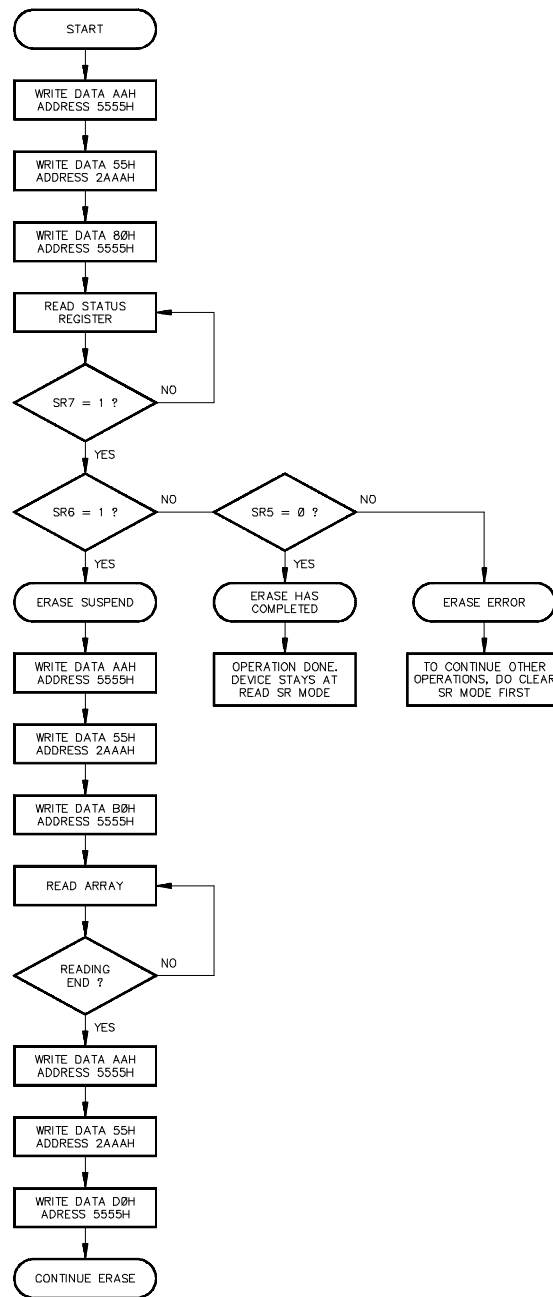 START
WRITE DATA AAH
ADDRESS 5555H
WRITE DATA 55H
ADDRESS 2AAAH
WRITE DATA 80H
ADDRESS 5555H
READ STATUS
REGISTER
SR7 = 1 ?
NO
YES
SR6 = 1 ?
NO
YES
SR5 = 0 ?
NO
YES
ERASE SUSPEND
ERASE HAS
COMPLETED
ERASE ERROR
WRITE DATA AAH
ADDRESS 5555H
OPERATION DONE.
DEVICE STAYS AT
READ SR MODE
TO CONTINUE OTHER
OPERATIONS, DO CLEAR
SR MODE FIRST
WRITE DATA 55H
ADDRESS 2AAAH
WRITE DATA B0H
ADDRESS 5555H
READ ARRAY
READING
END ?
NO
YES
WRITE DATA AAH
ADDRESS 5555H
WRITE DATA 55H
ADDRESS 2AAAH
WRITE DATA D0H
ADRESS 5555H
CONTINUE ERASE